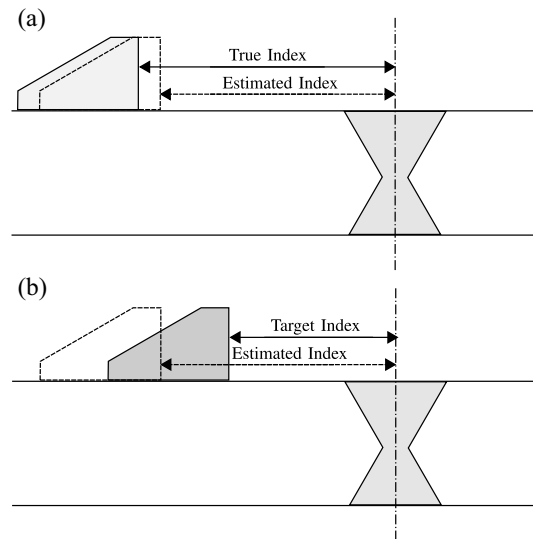 (a)
True Index
Estimated Index
(b)
Target Index
Estimated Index